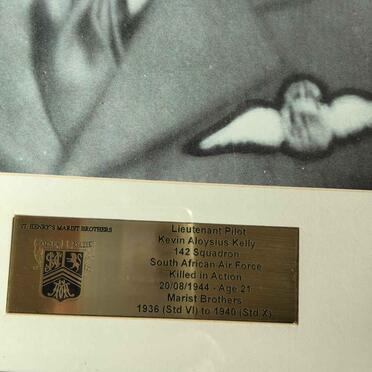 ST HENRY'S MARIST BROTHERS
Lieutenant Pilot
Kevin Aloysius Kelly
142 Squadron
South African Air Force
Killed in Action
20/08/1944 - Age 21
Marist Brothers
1936 (Std VI) to 1940 (Std X)